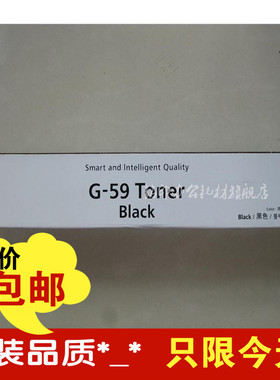 Smart and Intelligent Quality
G-59 Toner
Black
Black / 黑色 /
价
包邮
装品质*_* 只限今天